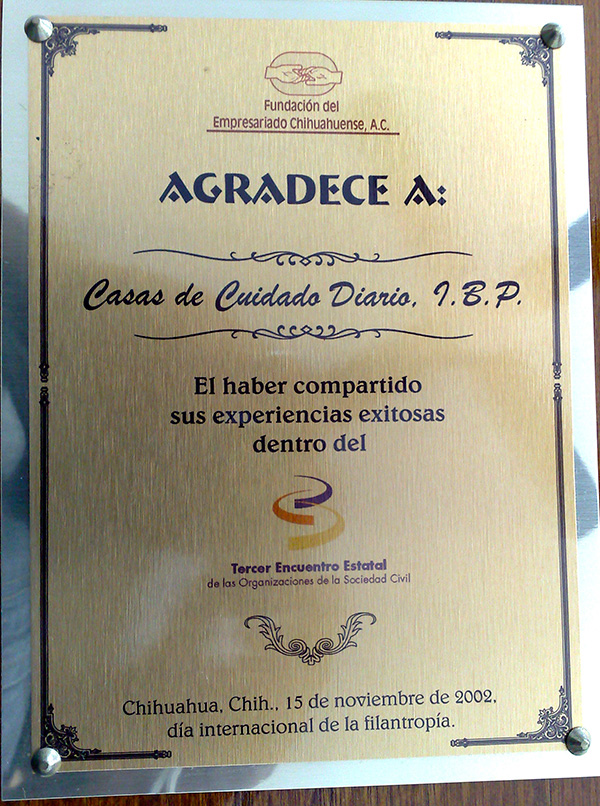 Fundación del
Empresariado Chihuahuense, A.C.
AGRADECE A:
Casas de Cuidado Diario, I.B.P.
El haber compartido
sus experiencias exitosas
dentro del
Tercer Encuentro Estatal
de las Organizaciones de la Sociedad Civil
Chihuahua, Chih., 15 de noviembre de 2002,
día internacional de la filantropía.